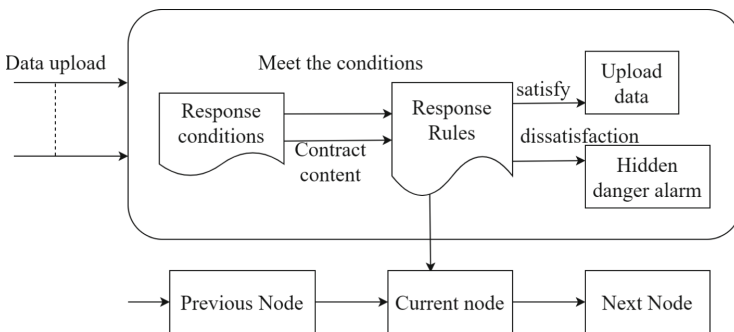 Data upload
Meet the conditions
Response
conditions
Contract
content
Response
Rules
satisfy
Upload
data
dissatisfaction
Hidden
danger alarm
Previous Node
Current node
Next Node